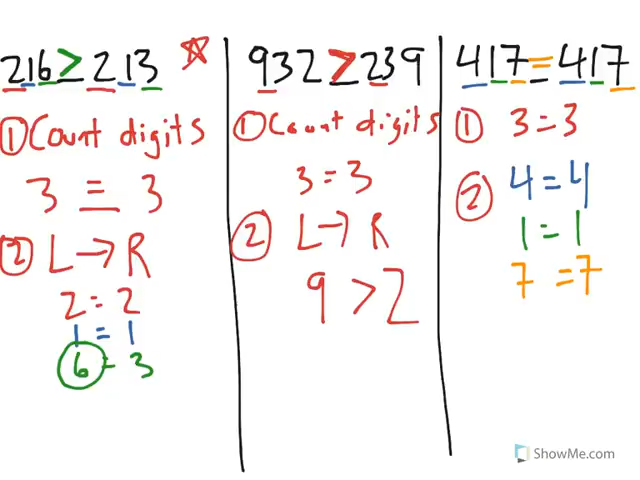 216 > 213
① Count digits
3 = 3
② L → R
2 = 2
1 = 1
6 = 3
932 > 239
① Count digits
3 = 3
② L → R
9 > 2
417 = 417
① 3 = 3
② 4 = 4
1 = 1
7 = 7
ShowMe.com